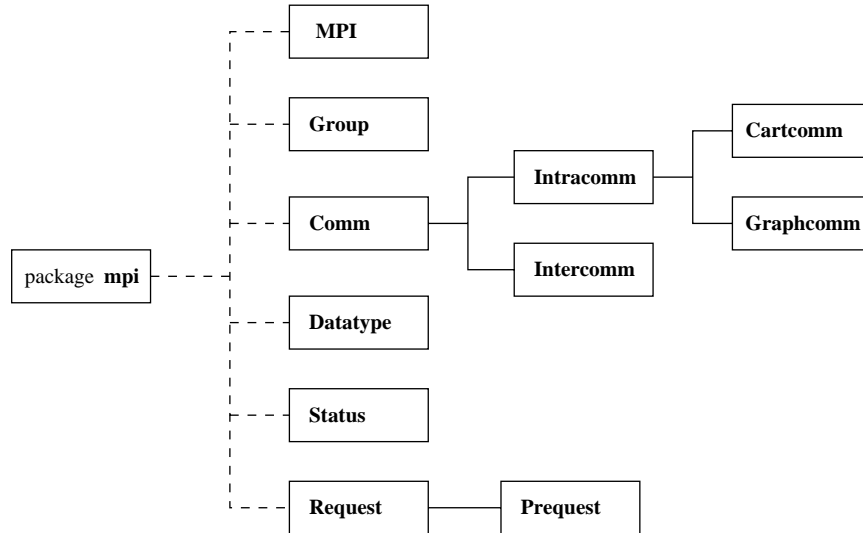 MPI
Group
Cartcomm
Intracomm
Comm
Graphcomm
package mpi
Intercomm
Datatype
Status
Request
Prequest